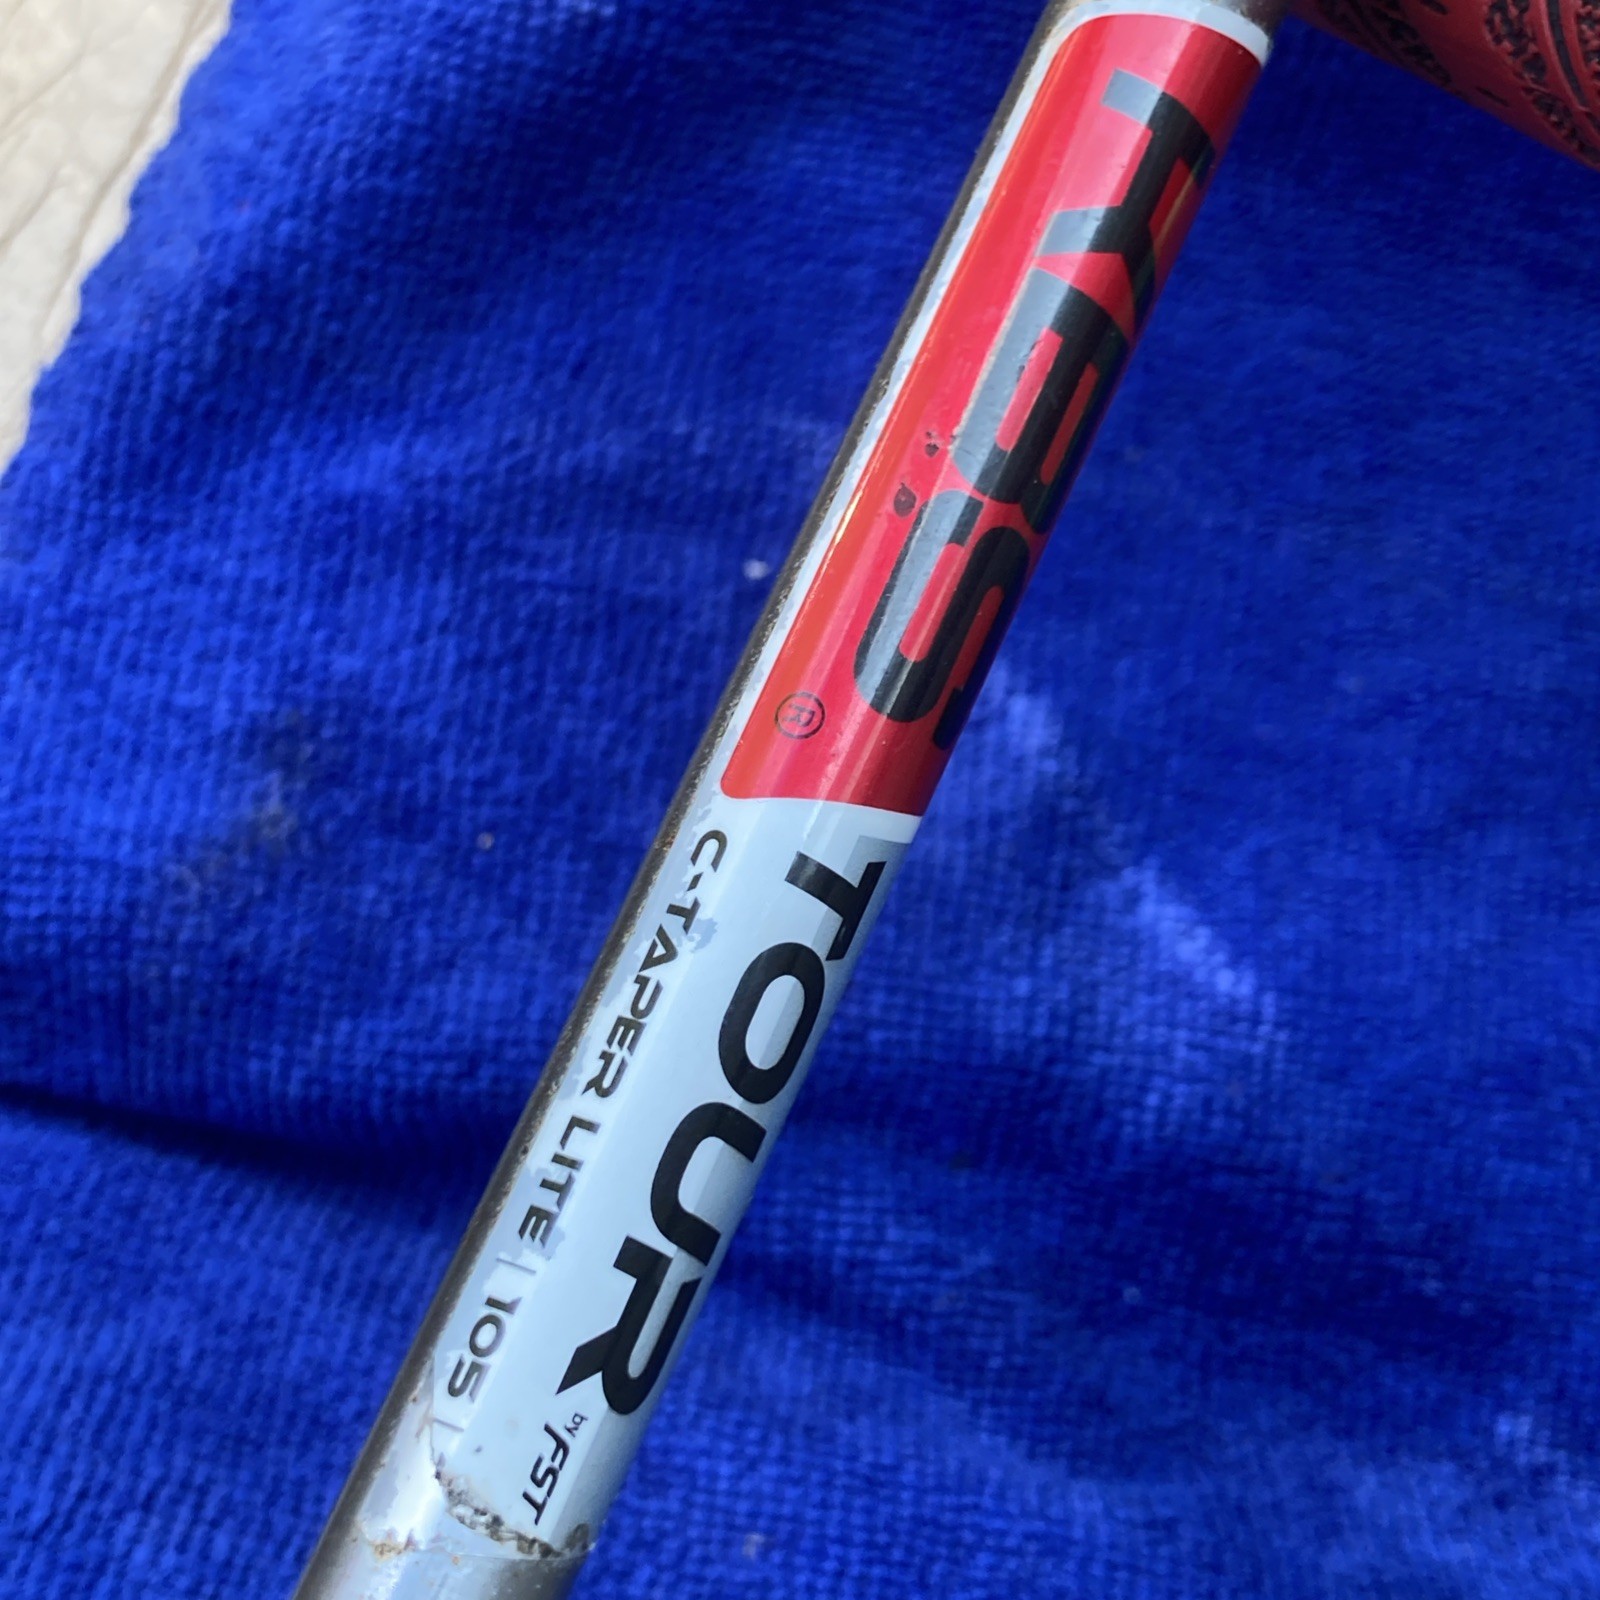 KBS®
TOUR by FST
C-TAPER LITE | 105 |